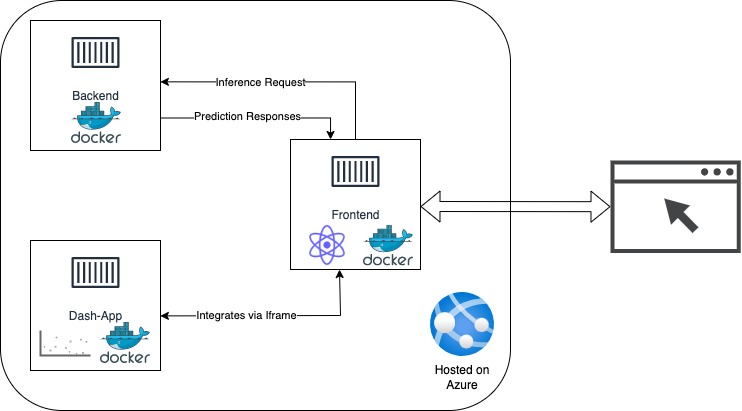 Backend
docker
Inference Request
Prediction Responses
Frontend
docker
Dash-App
docker
Integrates via Iframe
Hosted on
Azure